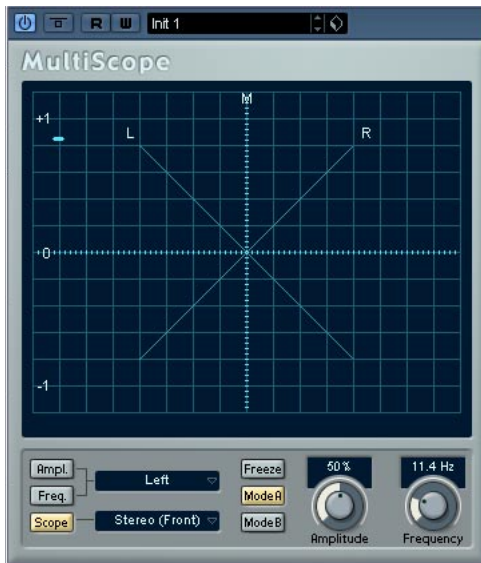 R W Init 1
MultiScope
M
+1
L R
0
-1
Ampl. Left Freeze 50% 11.4 Hz
Freq. Mode A
Scope Stereo (Front) Mode B
Amplitude Frequency